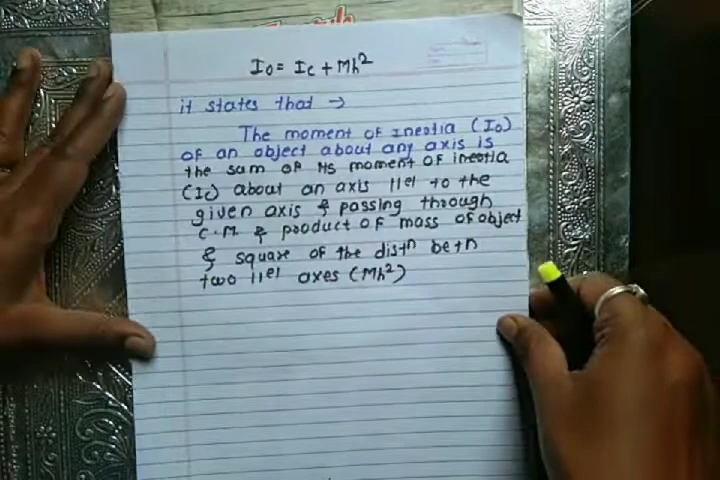 I0 = Ic + Mh²
it states that →
The moment of inertia (I0)
of an object about any axis is
the sum of its moment of inertia
(Ic) about an axis ||el to the
given axis & passing through
C.M & product of mass of object
& square of the distⁿ betn
two ||el axes (Mh²)